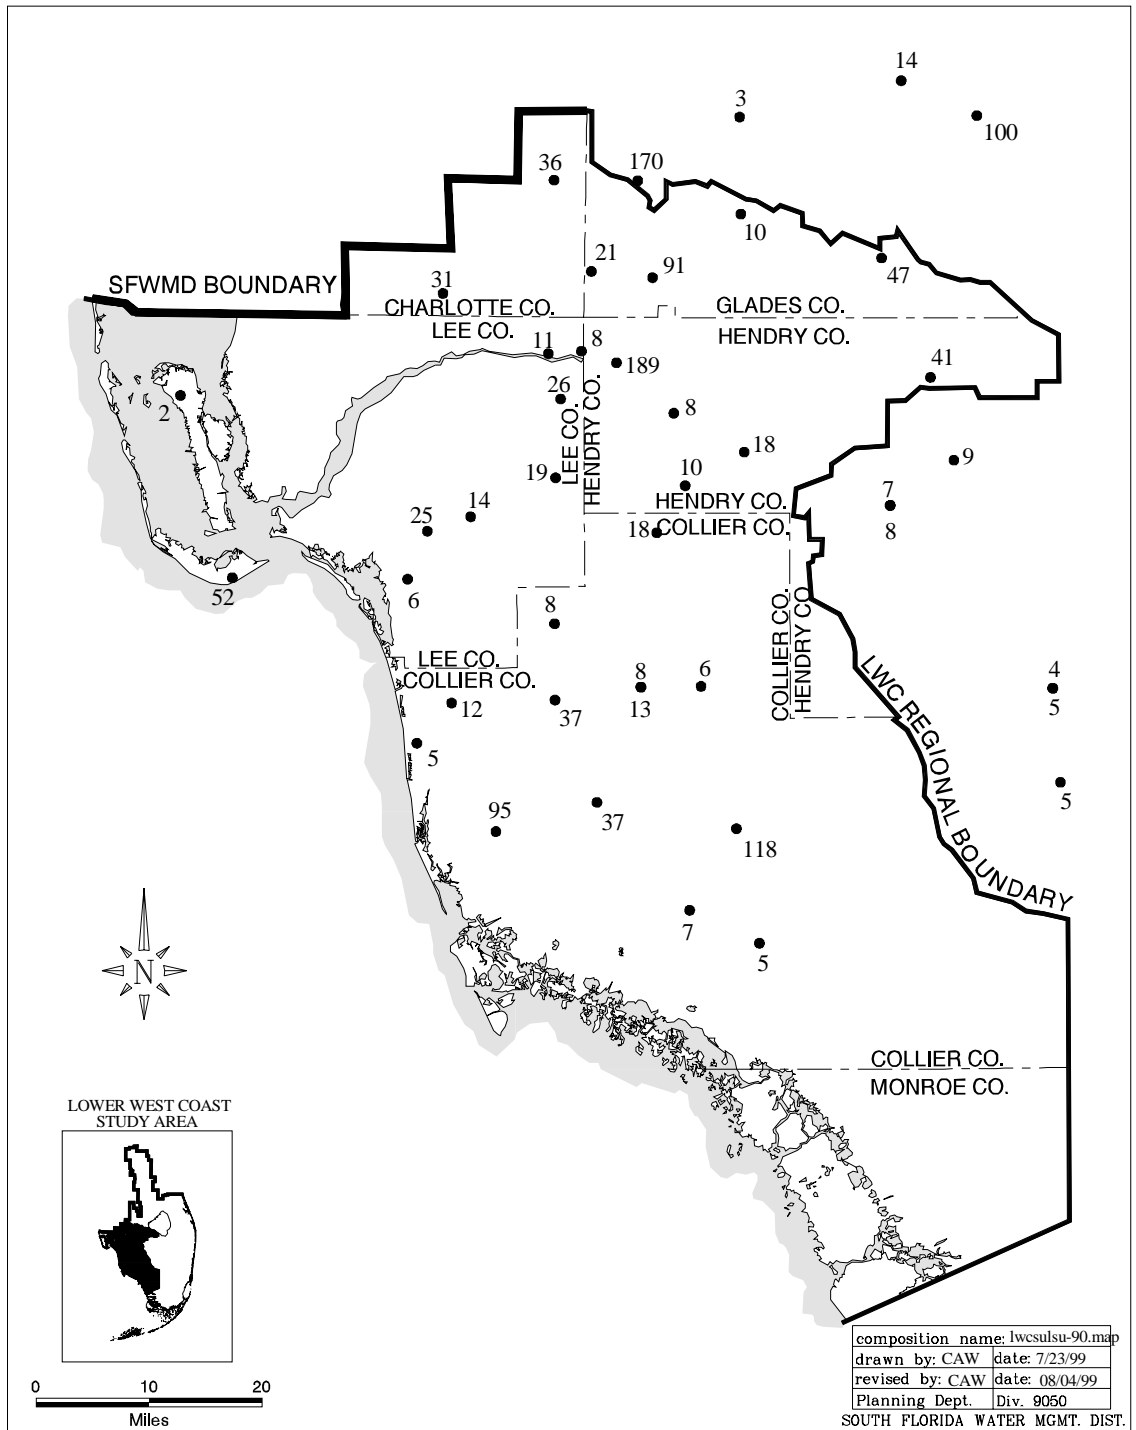 14
3
100
36
170
10
21
91
47
SFWMD BOUNDARY
31
CHARLOTTE CO.
GLADES CO.
LEE CO.
HENDRY CO.
11
8
189
41
26
2
8
LEE CO.
HENDRY CO.
18
9
19
10
7
HENDRY CO.
14
25
18
COLLIER CO.
8
52
6
8
COLLIER CO.
HENDRY CO
LEE CO.
COLLIER CO.
8
6
4
12
37
13
5
LWC REGIONAL BOUNDARY
5
5
95
37
118
7
5
N
COLLIER CO.
MONROE CO.
LOWER WEST COAST
STUDY AREA
0 10 20
Miles
composition name: lwcsulsu-90.map
drawn by: CAW date: 7/23/99
revised by: CAW date: 08/04/99
Planning Dept. Div. 9050
SOUTH FLORIDA WATER MGMT. DIST.